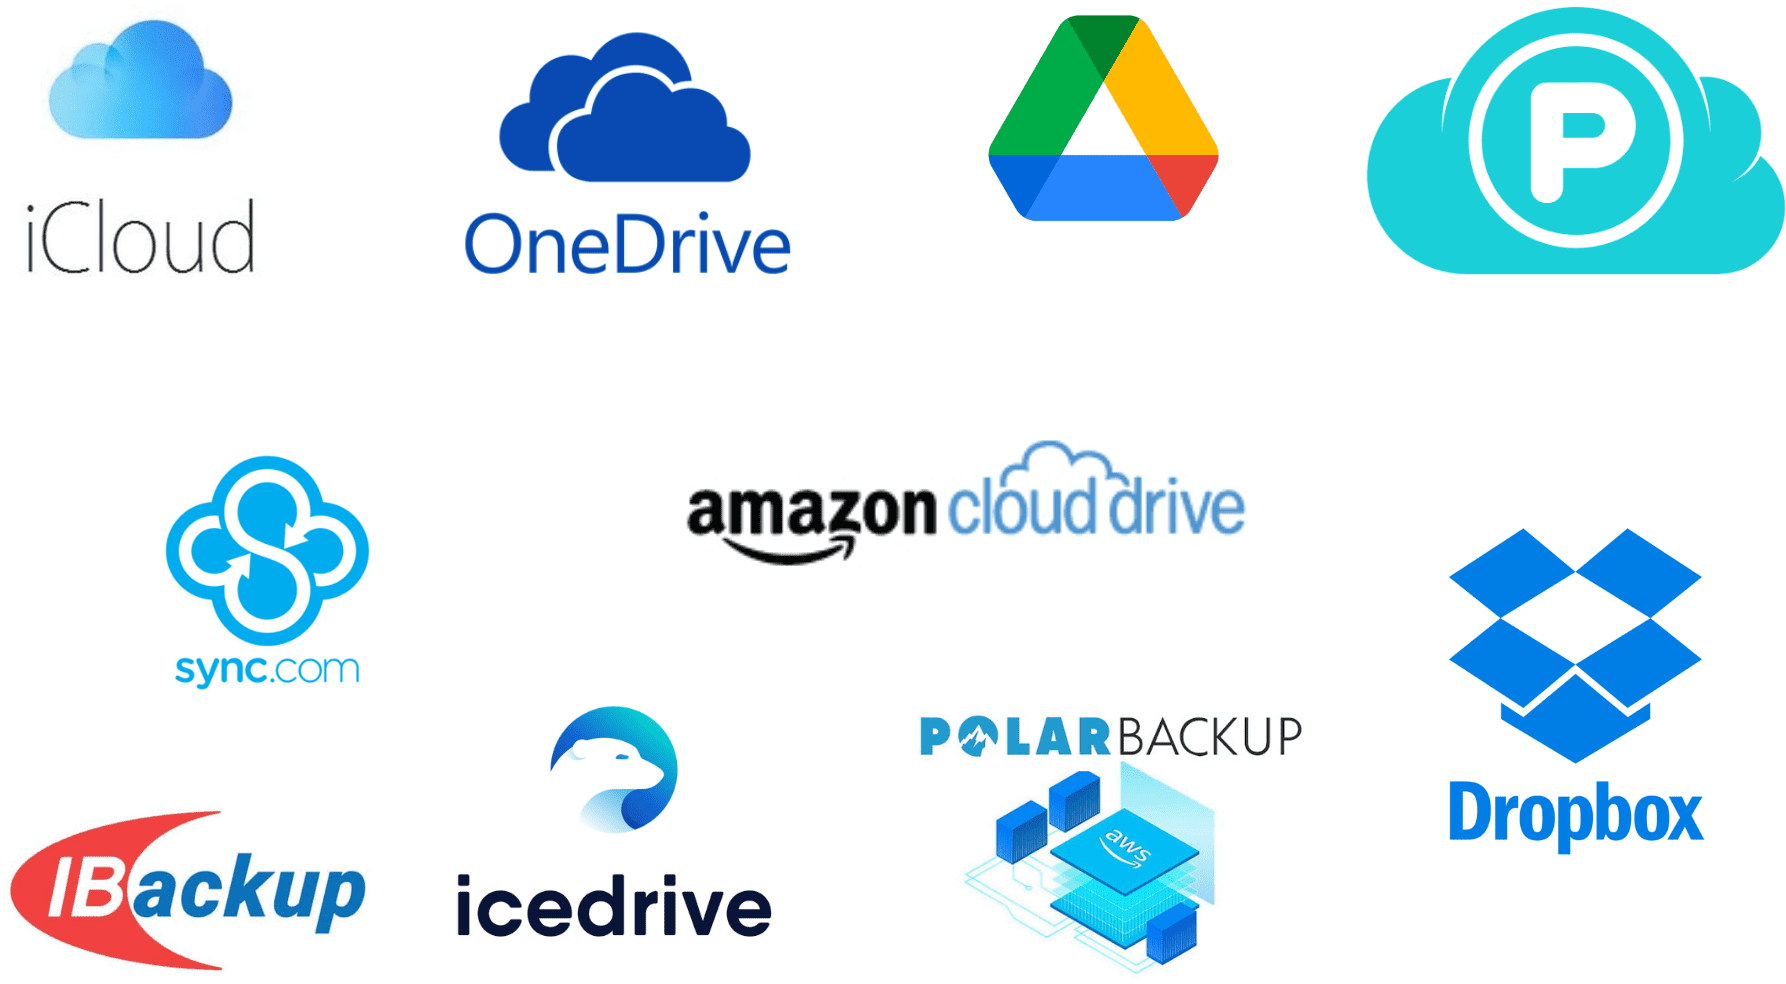 iCloud
OneDrive
P
sync.com
amazon cloud drive
Dropbox
IBackup
icedrive
POLARBACKUP
aws